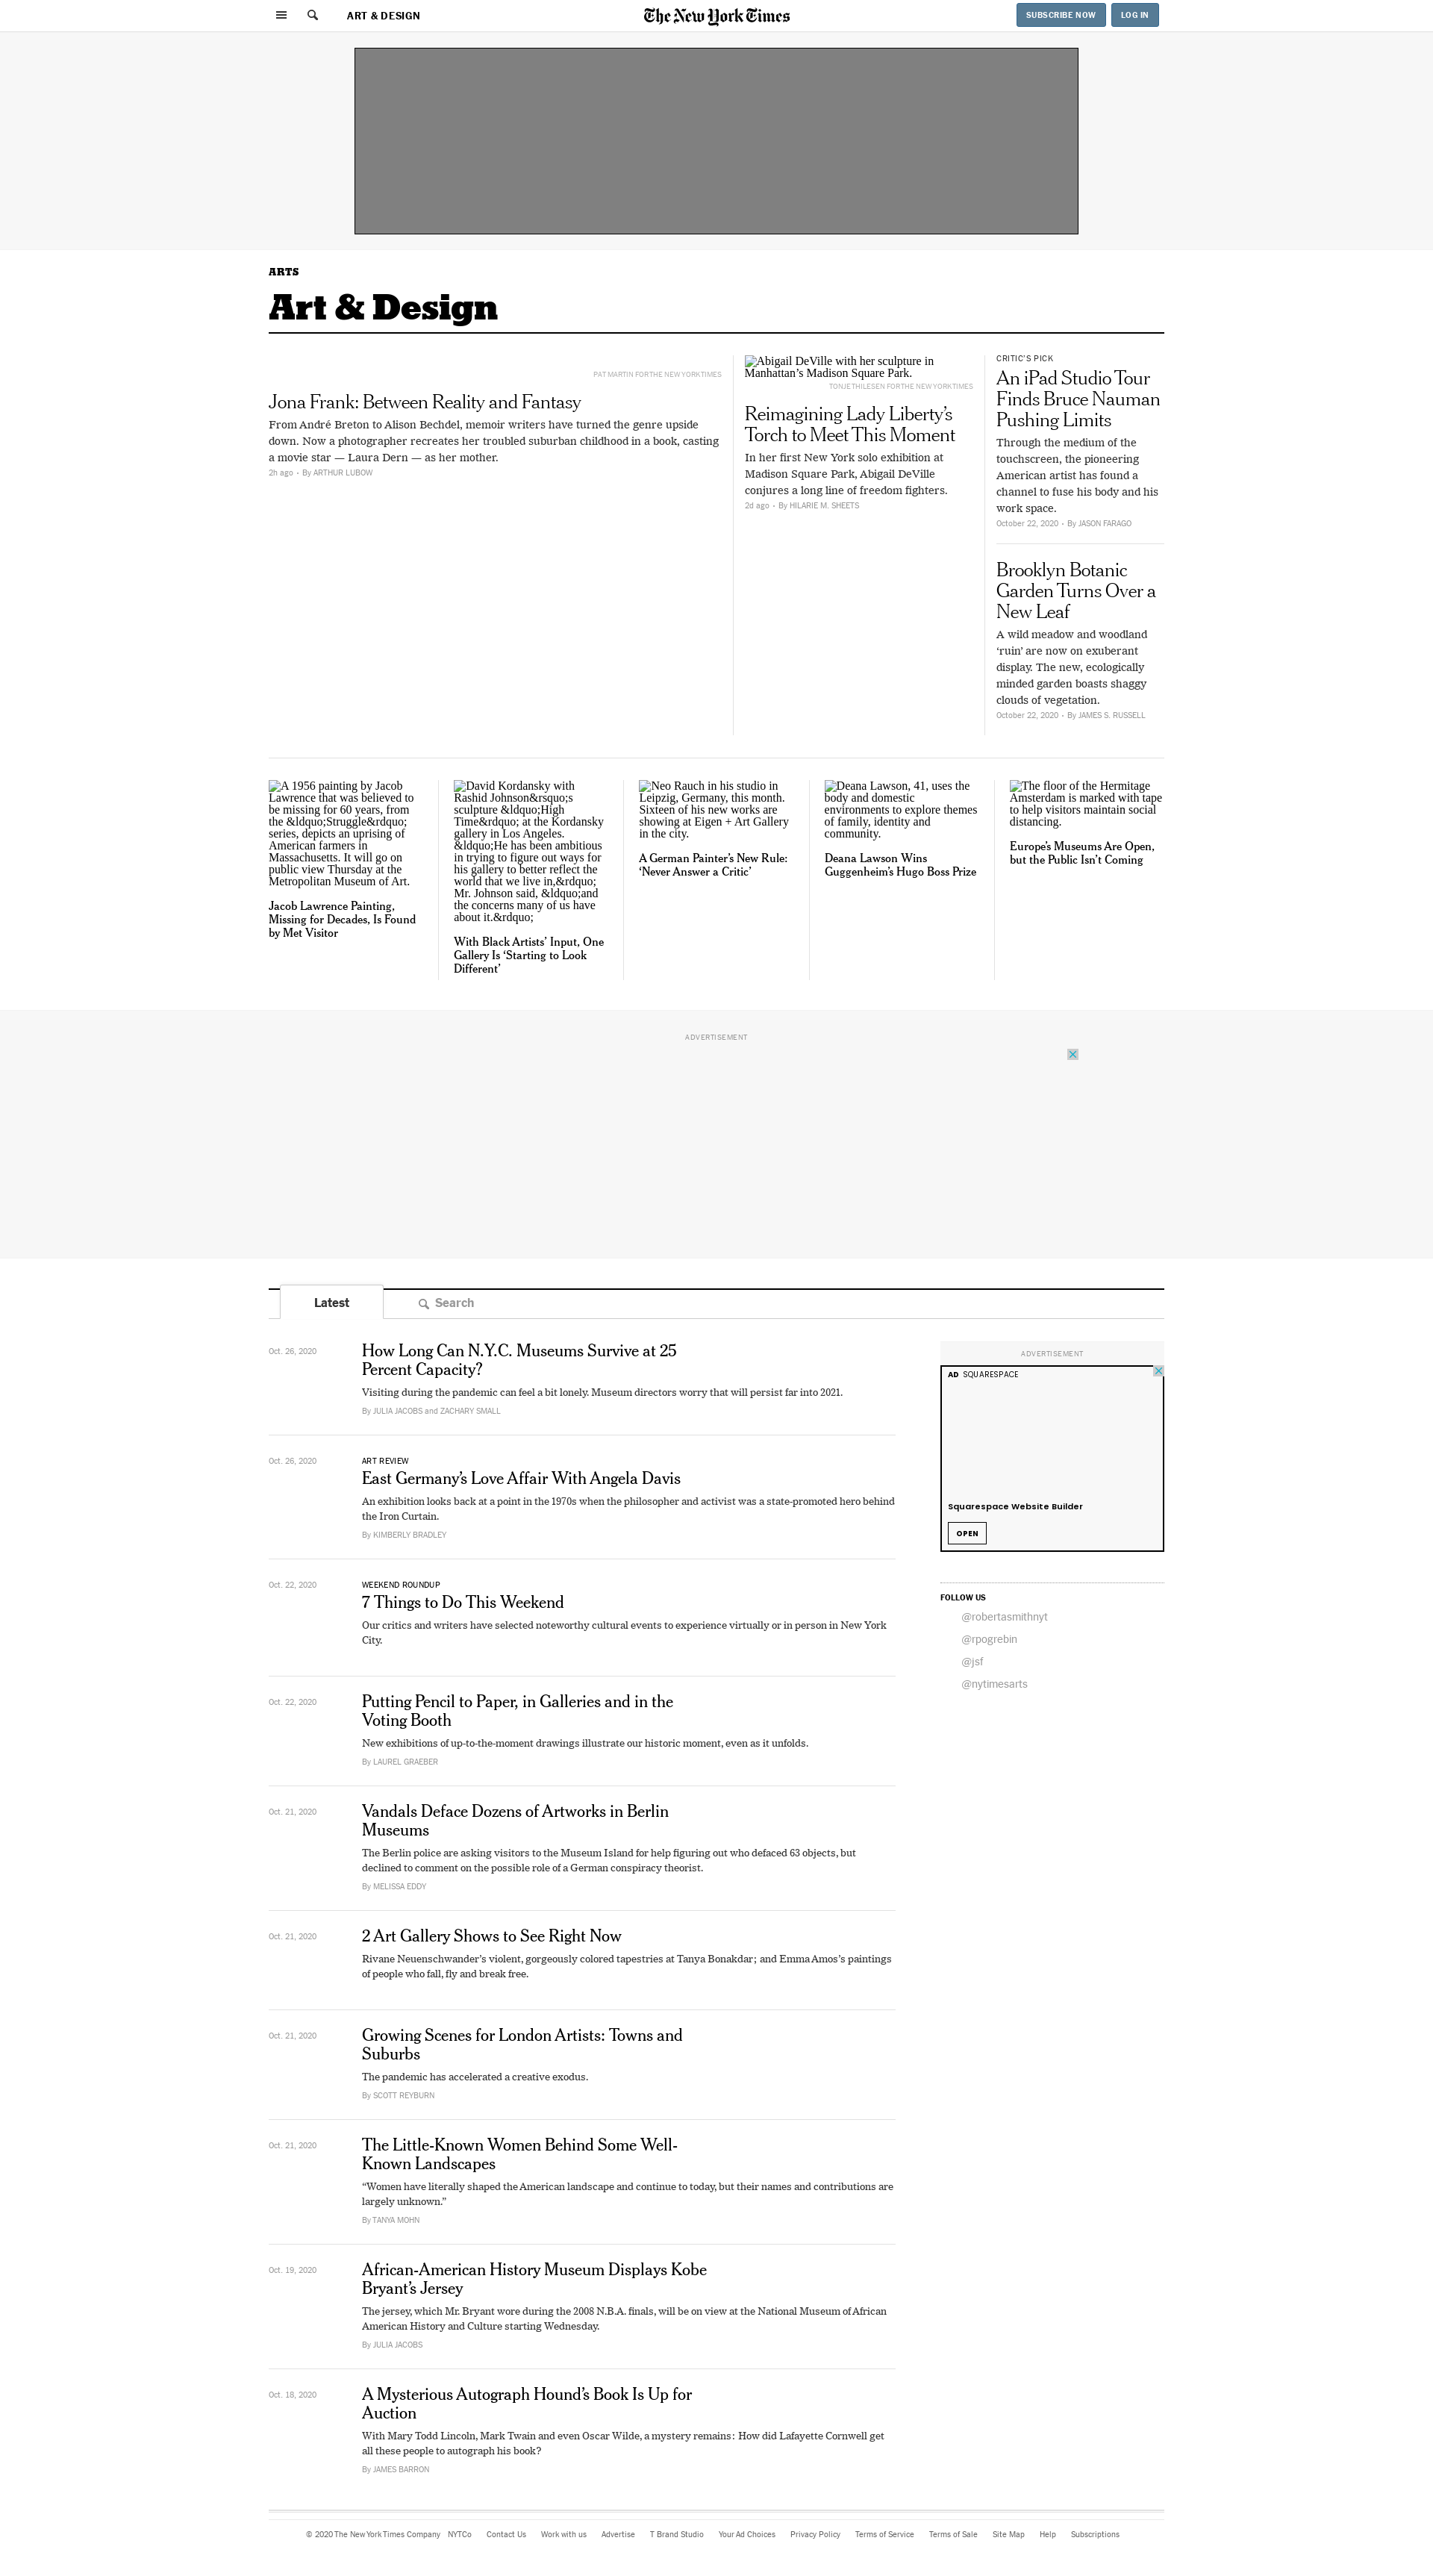 ART & DESIGN
The New York Times
SUBSCRIBE NOW
LOG IN
ARTS
Art & Design
PAT MARTIN FOR THE NEW YORK TIMES
Jona Frank: Between Reality and Fantasy
From André Breton to Alison Bechdel, memoir writers have turned the genre upside
down. Now a photographer recreates her troubled suburban childhood in a book, casting
a movie star — Laura Dern — as her mother.
2h ago • By ARTHUR LUBOW
Abigail DeVille with her sculpture in
Manhattan’s Madison Square Park.
TONJE THILESEN FOR THE NEW YORK TIMES
Reimagining Lady Liberty’s
Torch to Meet This Moment
In her first New York solo exhibition at
Madison Square Park, Abigail DeVille
conjures a long line of freedom fighters.
2d ago • By HILARIE M. SHEETS
CRITIC’S PICK
An iPad Studio Tour
Finds Bruce Nauman
Pushing Limits
Through the medium of the
touchscreen, the pioneering
American artist has found a
channel to fuse his body and his
work space.
October 22, 2020 • By JASON FARAGO
Brooklyn Botanic
Garden Turns Over a
New Leaf
A wild meadow and woodland
‘ruin’ are now on exuberant
display. The new, ecologically
minded garden boasts shaggy
clouds of vegetation.
October 22, 2020 • By JAMES S. RUSSELL
A 1956 painting by Jacob
Lawrence that was believed to
be missing for 60 years, from
the &ldquo;Struggle&rdquo;
series, depicts an uprising of
American farmers in
Massachusetts. It will go on
public view Thursday at the
Metropolitan Museum of Art.
Jacob Lawrence Painting,
Missing for Decades, Is Found
by Met Visitor
David Kordansky with
Rashid Johnson&rsquo;s
sculpture &ldquo;High
Time&rdquo; at the Kordansky
gallery in Los Angeles.
&ldquo;He has been ambitious
in trying to figure out ways for
his gallery to better reflect the
world that we live in,&rdquo;
Mr. Johnson said, &ldquo;and
the concerns many of us have
about it.&rdquo;
With Black Artists’ Input, One
Gallery Is ‘Starting to Look
Different’
Neo Rauch in his studio in
Leipzig, Germany, this month.
Sixteen of his new works are
showing at Eigen + Art Gallery
in the city.
A German Painter’s New Rule:
‘Never Answer a Critic’
Deana Lawson, 41, uses the
body and domestic
environments to explore themes
of family, identity and
community.
Deana Lawson Wins
Guggenheim’s Hugo Boss Prize
The floor of the Hermitage
Amsterdam is marked with tape
to help visitors maintain social
distancing.
Europe’s Museums Are Open,
but the Public Isn’t Coming
ADVERTISEMENT
Latest
Search
Oct. 26, 2020
How Long Can N.Y.C. Museums Survive at 25
Percent Capacity?
Visiting during the pandemic can feel a bit lonely. Museum directors worry that will persist far into 2021.
By JULIA JACOBS and ZACHARY SMALL
Oct. 26, 2020
ART REVIEW
East Germany’s Love Affair With Angela Davis
An exhibition looks back at a point in the 1970s when the philosopher and activist was a state-promoted hero behind
the Iron Curtain.
By KIMBERLY BRADLEY
Oct. 22, 2020
WEEKEND ROUNDUP
7 Things to Do This Weekend
Our critics and writers have selected noteworthy cultural events to experience virtually or in person in New York
City.
Oct. 22, 2020
Putting Pencil to Paper, in Galleries and in the
Voting Booth
New exhibitions of up-to-the-moment drawings illustrate our historic moment, even as it unfolds.
By LAUREL GRAEBER
Oct. 21, 2020
Vandals Deface Dozens of Artworks in Berlin
Museums
The Berlin police are asking visitors to the Museum Island for help figuring out who defaced 63 objects, but
declined to comment on the possible role of a German conspiracy theorist.
By MELISSA EDDY
Oct. 21, 2020
2 Art Gallery Shows to See Right Now
Rivane Neuenschwander’s violent, gorgeously colored tapestries at Tanya Bonakdar; and Emma Amos’s paintings
of people who fall, fly and break free.
Oct. 21, 2020
Growing Scenes for London Artists: Towns and
Suburbs
The pandemic has accelerated a creative exodus.
By SCOTT REYBURN
Oct. 21, 2020
The Little-Known Women Behind Some Well-
Known Landscapes
“Women have literally shaped the American landscape and continue to today, but their names and contributions are
largely unknown.”
By TANYA MOHN
Oct. 19, 2020
African-American History Museum Displays Kobe
Bryant’s Jersey
The jersey, which Mr. Bryant wore during the 2008 N.B.A. finals, will be on view at the National Museum of African
American History and Culture starting Wednesday.
By JULIA JACOBS
Oct. 18, 2020
A Mysterious Autograph Hound’s Book Is Up for
Auction
With Mary Todd Lincoln, Mark Twain and even Oscar Wilde, a mystery remains: How did Lafayette Cornwell get
all these people to autograph his book?
By JAMES BARRON
ADVERTISEMENT
AD SQUARESPACE
Squarespace Website Builder
OPEN
FOLLOW US
@robertasmithnyt
@rpogrebin
@jsf
@nytimesarts
© 2020 The New York Times Company NYTCo Contact Us Work with us Advertise T Brand Studio Your Ad Choices Privacy Policy Terms of Service Terms of Sale Site Map Help Subscriptions